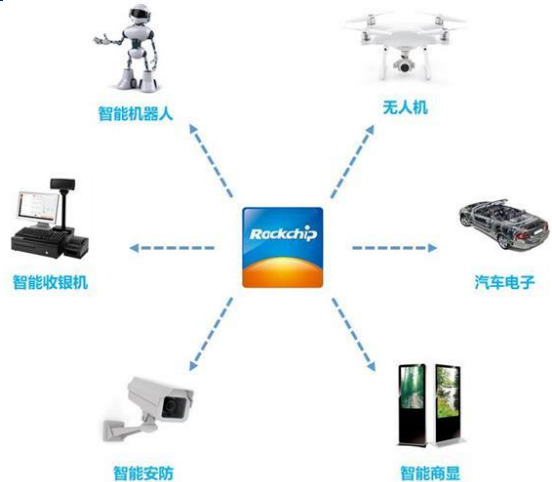 智能机器人
无人机
Rockchip
智能收银机
汽车电子
智能安防
智能商显